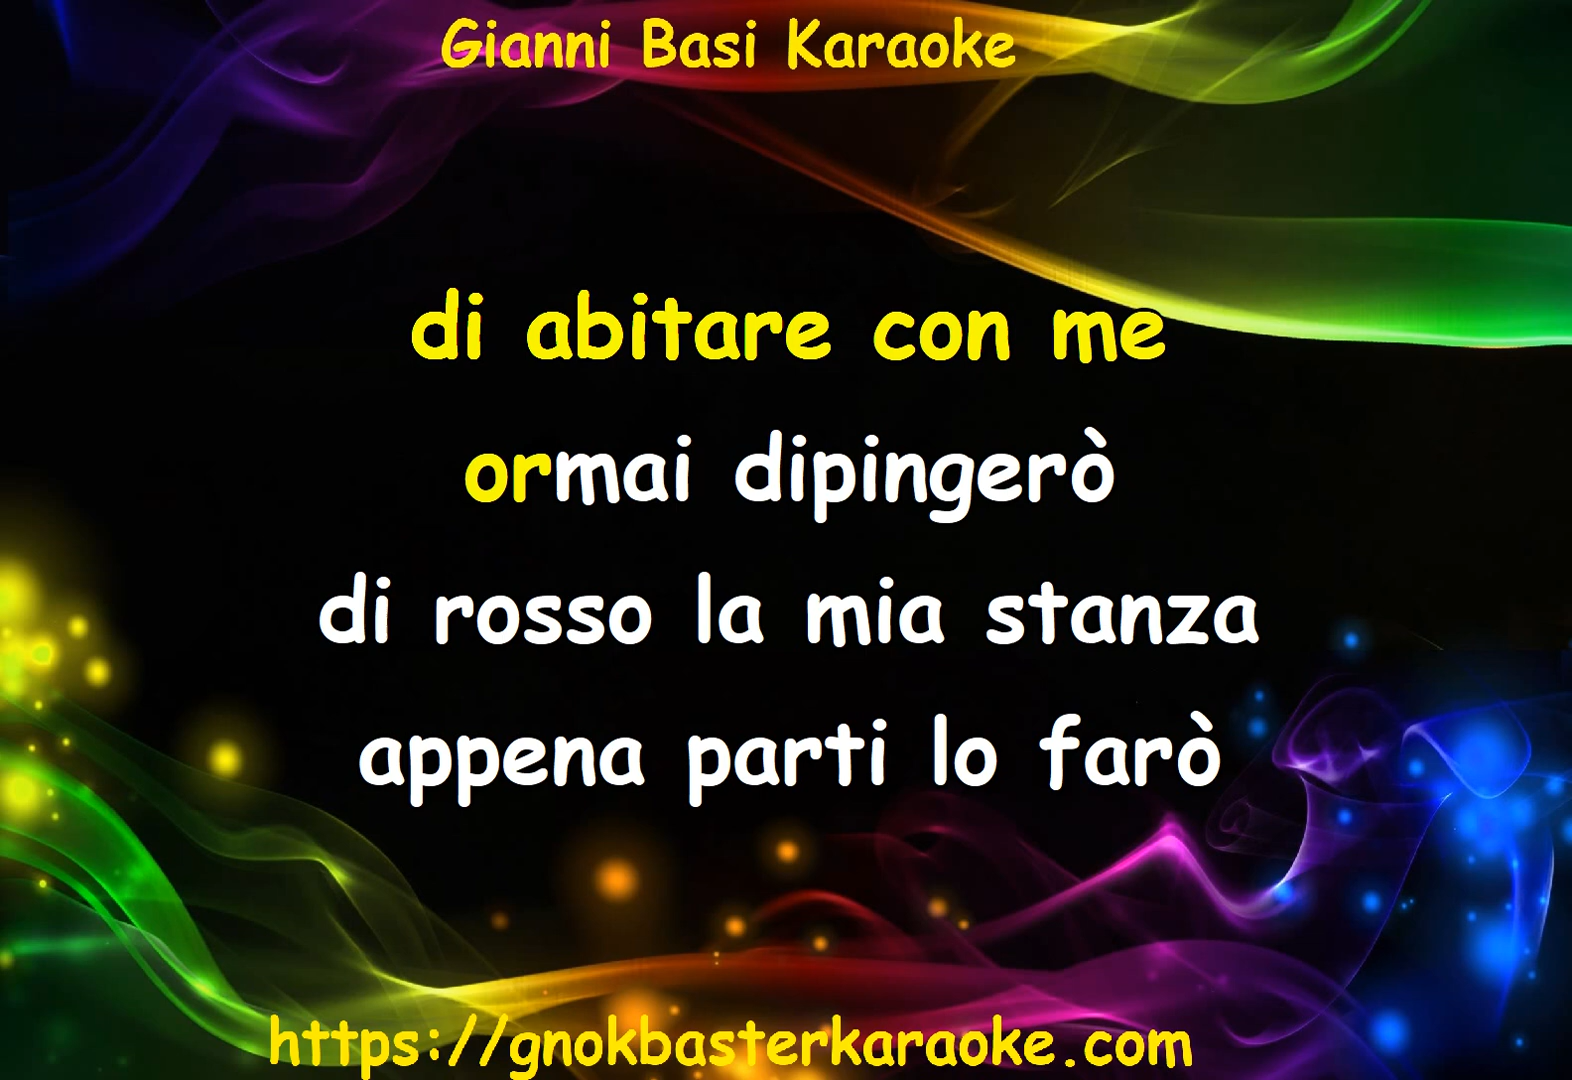 Gianni Basi Karaoke
di abitare con me
ormai dipingerò
di rosso la mia stanza
appena parti lo farò
https://gnokbasterkaraoke.com